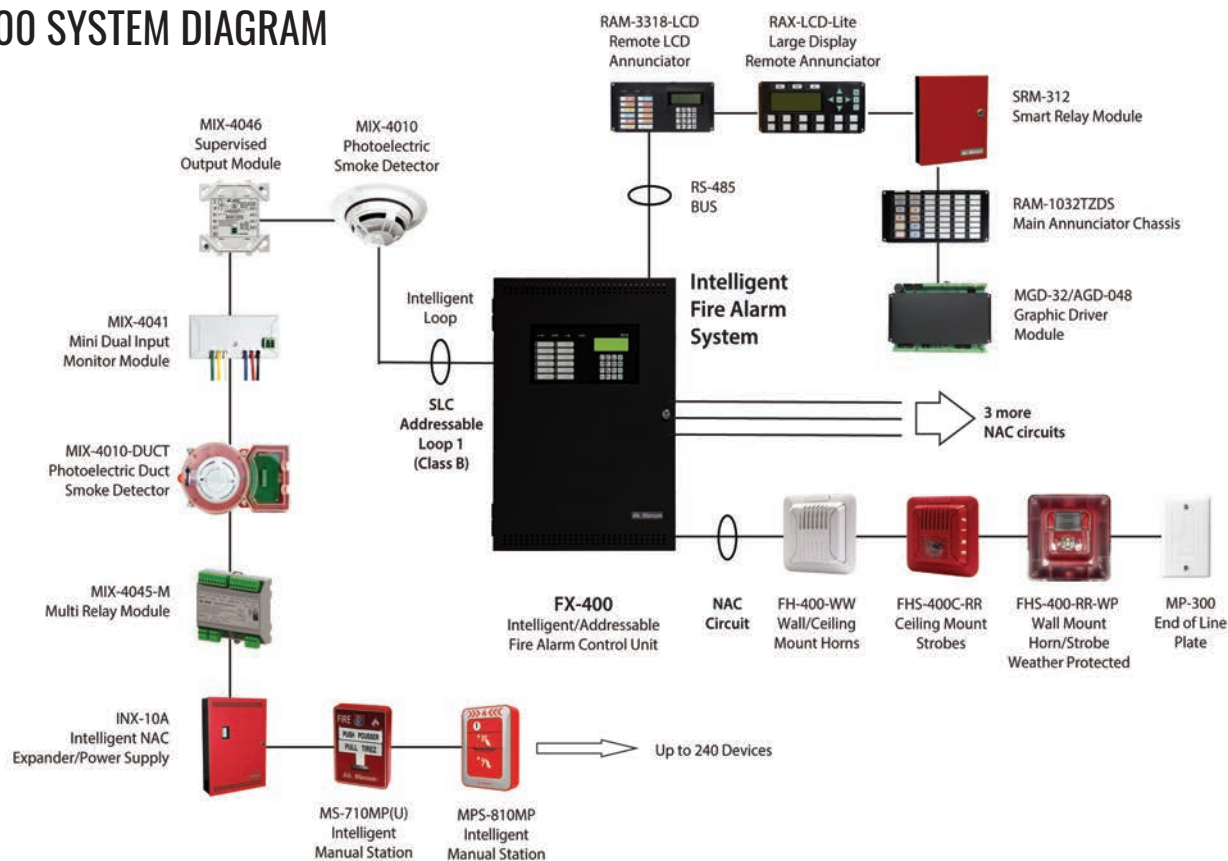 00 SYSTEM DIAGRAM
RAM-3318-LCD
Remote LCD
Annunciator
RAX-LCD-Lite
Large Display
Remote Annunciator
SRM-312
Smart Relay Module
MIX-4046
Supervised
Output Module
MIX-4010
Photoelectric
Smoke Detector
RS-485
BUS
RAM-1032TZDS
Main Annunciator Chassis
Intelligent
Loop
Intelligent
Fire Alarm
System
MGD-32/AGD-048
Graphic Driver
Module
MIX-4041
Mini Dual Input
Monitor Module
SLC
Addressable
Loop 1
(Class B)
3 more
NAC circuits
MIX-4010-DUCT
Photoelectric Duct
Smoke Detector
MIX-4045-M
Multi Relay Module
FX-400
Intelligent/Addressable
Fire Alarm Control Unit
NAC
Circuit
FH-400-WW
Wall/Ceiling
Mount Horns
FHS-400C-RR
Ceiling Mount
Strobes
FHS-400-RR-WP
Wall Mount
Horn/Strobe
Weather Protected
MP-300
End of Line
Plate
INX-10A
Intelligent NAC
Expander/Power Supply
FIRE
PUSH POUSSER
PULL TIREZ
Up to 240 Devices
MS-710MP(U)
Intelligent
Manual Station
MPS-810MP
Intelligent
Manual Station